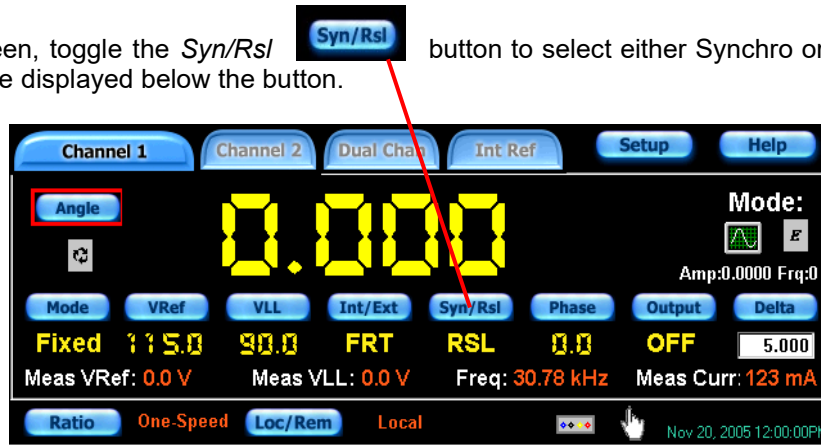 een, toggle the Syn/Rsl Syn/Rsl button to select either Synchro or
e displayed below the button.
Channel 1 Channel 2 Dual Chan Int Ref Setup Help
Angle 0.000 Mode:
E
Amp:0.0000 Frq:0
Mode VRef VLL Int/Ext Syn/Rsl Phase Output Delta
Fixed 115.0 90.0 FRT RSL 0.0 OFF 5.000
Meas VRef: 0.0 V Meas VLL: 0.0 V Freq: 30.78 kHz Meas Curr: 123 mA
Ratio One-Speed Loc/Rem Local Nov 20, 2005 12:00:00PM